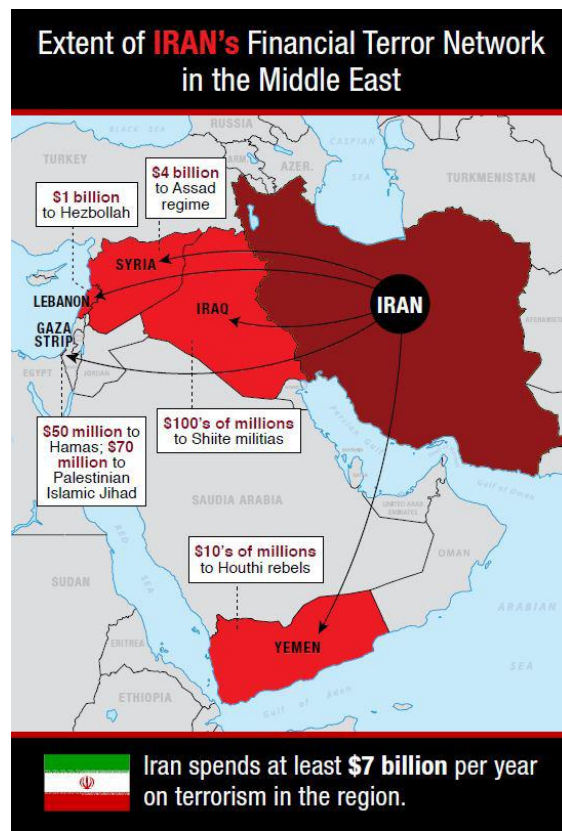 Extent of IRAN's Financial Terror Network
in the Middle East
RUSSIA
BLACK SEA
CASPIAN
SEA
TURKEY
ARM.
AZER.
TURKMENISTAN
$4 billion
to Assad
regime
$1 billion
to Hezbollah
SYRIA
LEBANON
IRAQ
IRAN
GAZA
STRIP
AFGHANISTAN
EGYPT
JORDAN
$50 million to
Hamas; $70
million to
Palestinian
Islamic Jihad
$100's of millions
to Shiite militias
Persian Gulf
Gulf of Oman
QATAR
UNITED ARAB
EMIRATES
SAUDI ARABIA
RED
SEA
OMAN
$10's of millions
to Houthi rebels
SUDAN
ARABIAN
SEA
YEMEN
ERITREA
Gulf of Aden
ETHIOPIA
Iran spends at least $7 billion per year
on terrorism in the region.